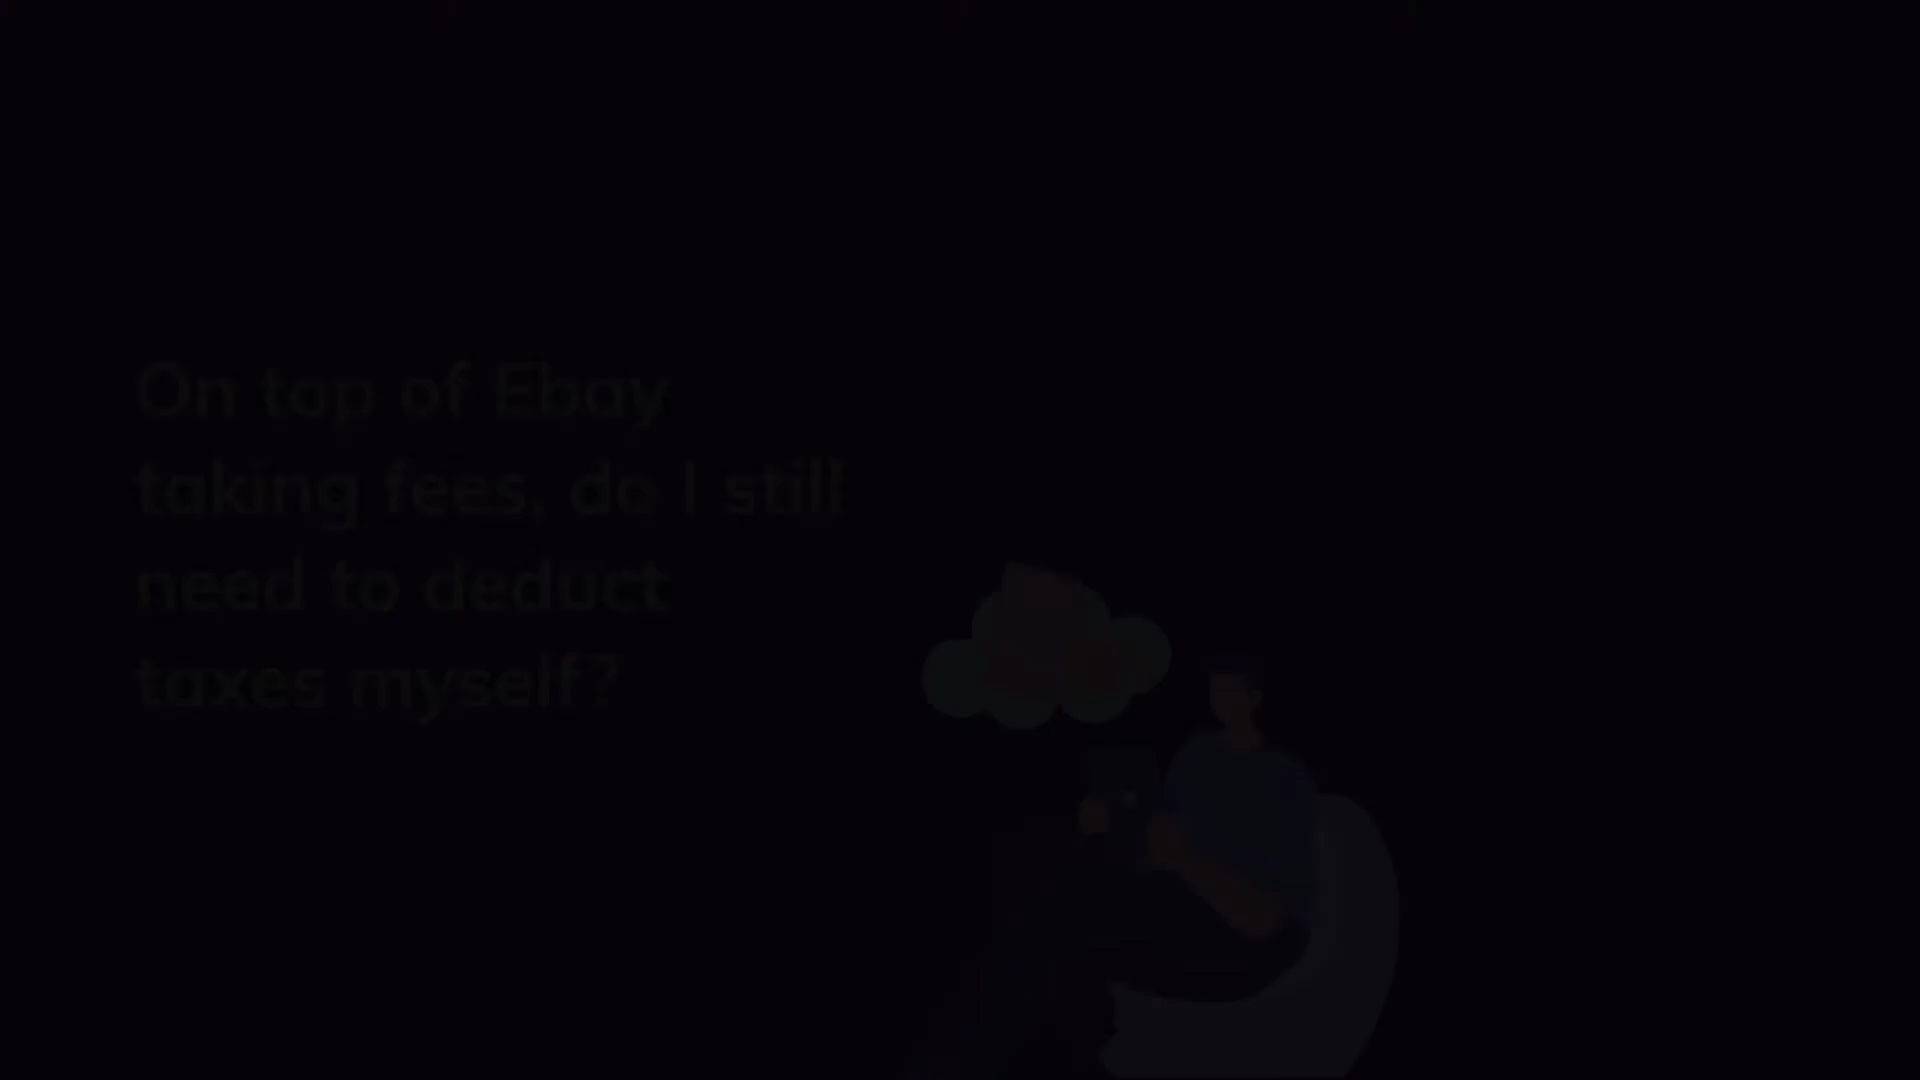 On top of Ebay
taking fees, do I still
need to deduct
taxes myself?